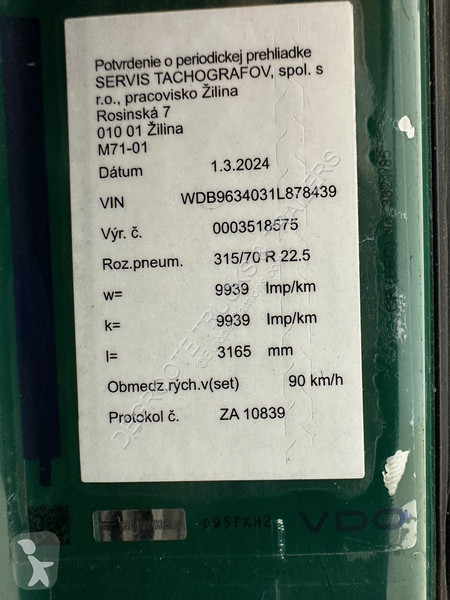 Potvrdenie o periodickej prehliadke
SERVIS TACHOGRAFOV, spol. s
r.o., pracovisko Žilina
Rosinská 7
010 01 Žilina
M71-01
Dátum 1.3.2024
VIN WDB9634031L878439
Výr. č. 0003518575
Roz.pneum. 315/70 R 22.5
w= 9939 Imp/km
k= 9939 Imp/km
l= 3165 mm
Obmedz.rých.v(set) 90 km/h
Protokol č. ZA 10839
VDO